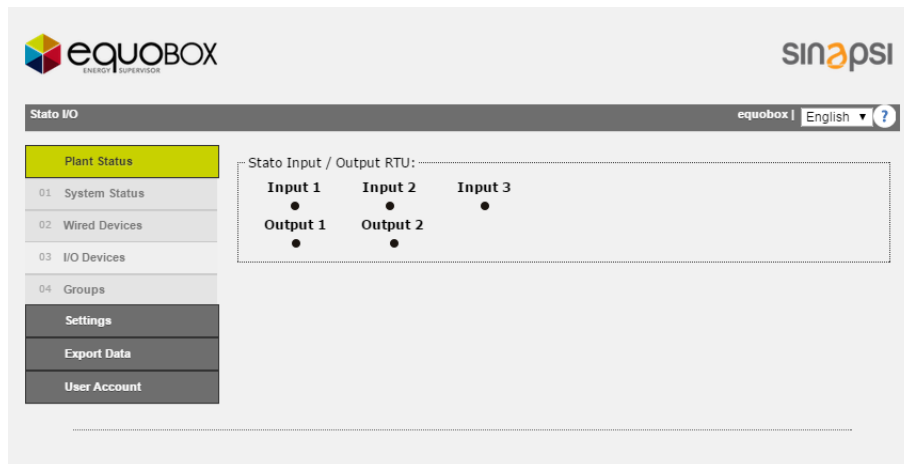 equobox
ENERGY SUPERVISOR
sinapsi
Stato I/O
equobox | English ?
Plant Status
01 System Status
02 Wired Devices
03 I/O Devices
04 Groups
Settings
Export Data
User Account
Stato Input / Output RTU:
Input 1 Input 2 Input 3
Output 1 Output 2